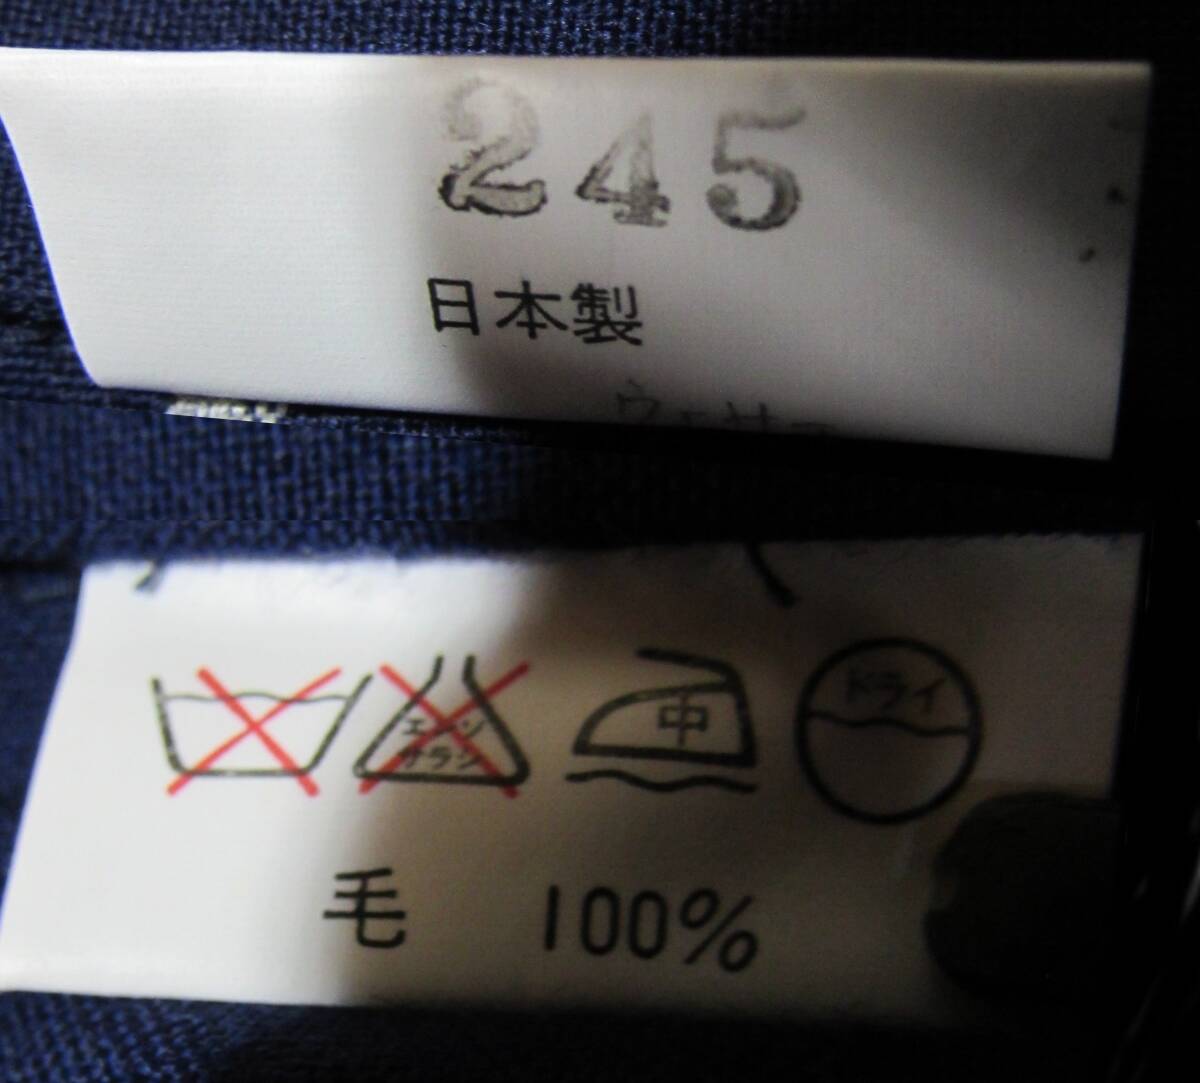 245
日本製
エンソ
サラシ
中
ドライ
毛 100%